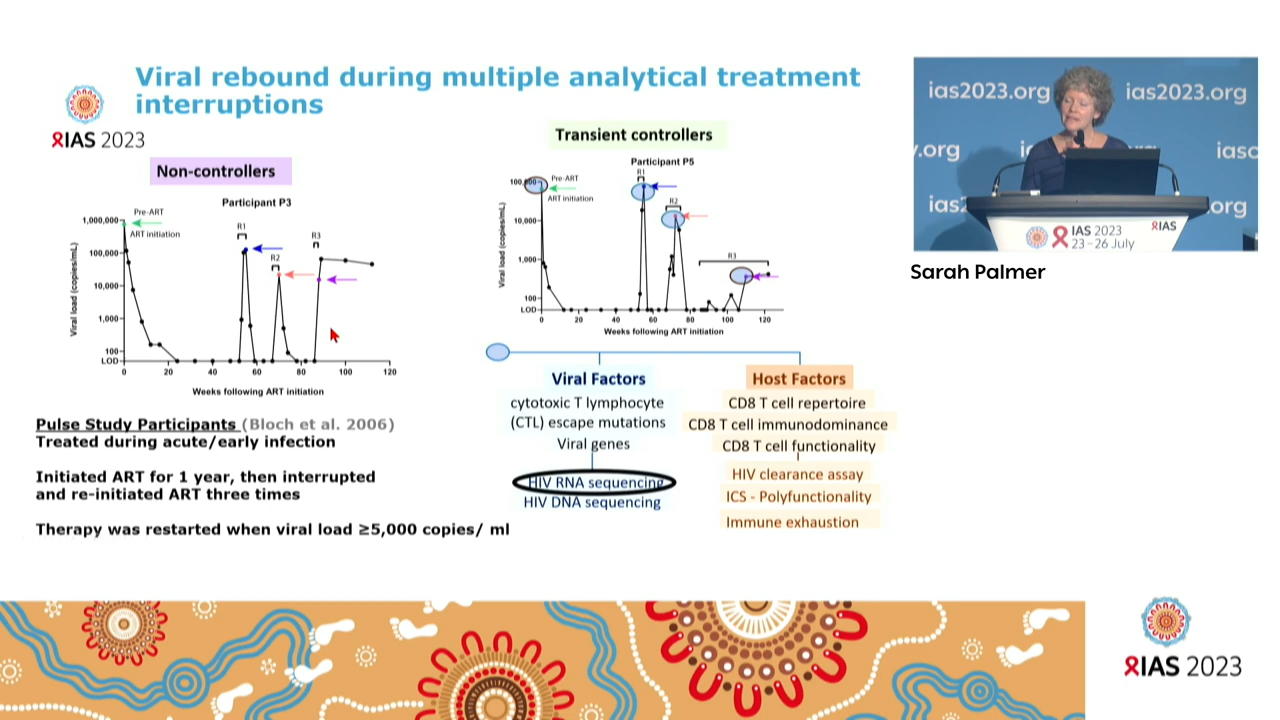 Viral rebound during multiple analytical treatment
interruptions
IAS 2023
Non-controllers
Participant P3
Pre-ART
ART initiation
R1
R2
R3
1,000,000
100,000
10,000
1,000
100
LOD
Viral load (copies/mL)
0 20 40 60 80 100 120
Weeks following ART initiation
Transient controllers
Participant P5
Pre-ART
ART initiation
R1
R2
R3
10,000
1,000
100
LOD
Viral load (copies/mL)
0 20 40 60 80 100 120
Weeks following ART initiation
Pulse Study Participants (Bloch et al. 2006)
Treated during acute/early infection
Initiated ART for 1 year, then interrupted
and re-initiated ART three times
Therapy was restarted when viral load ≥5,000 copies/ ml
Viral Factors
cytotoxic T lymphocyte
(CTL) escape mutations
Viral genes
HIV RNA sequencing
HIV DNA sequencing
Host Factors
CD8 T cell repertoire
CD8 T cell immunodominance
CD8 T cell functionality
HIV clearance assay
ICS - Polyfunctionality
Immune exhaustion
ias2023.org ias2023.org
.org iasc
ias2 .org
IAS 2023
23–26 July
IAS
Sarah Palmer
IAS 2023